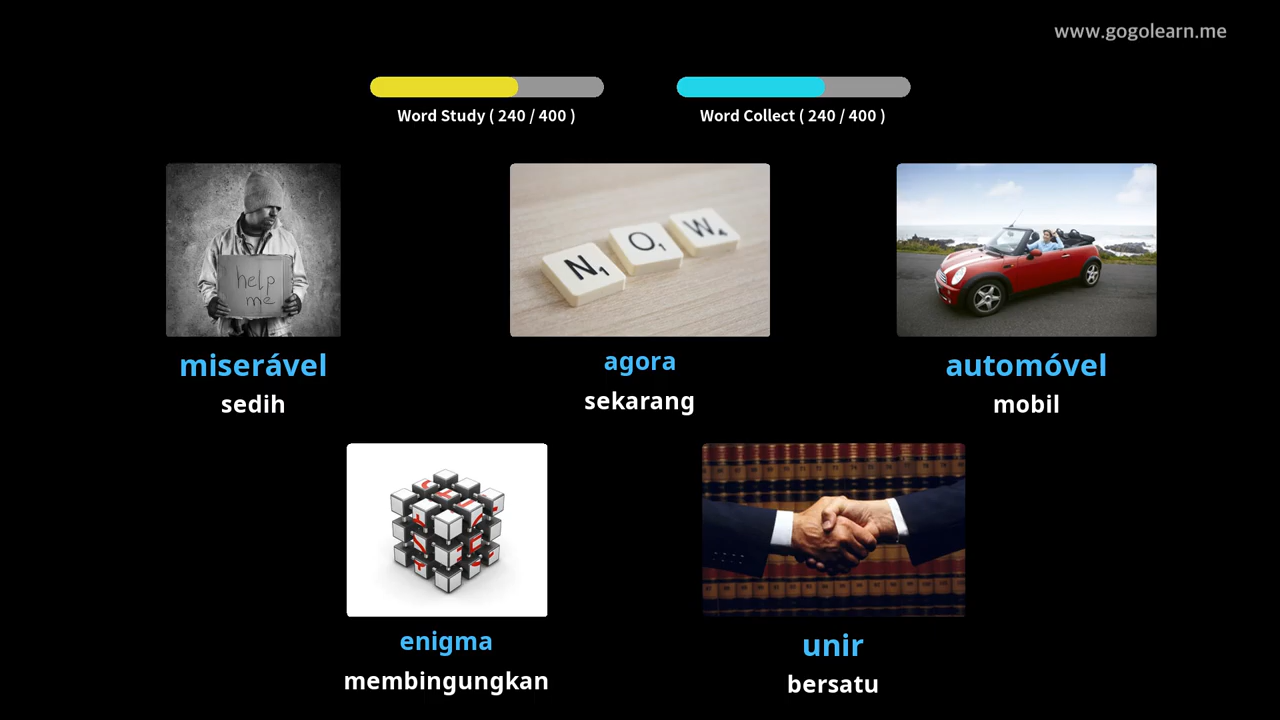 www.gogolearn.me
Word Study ( 240 / 400 )
Word Collect ( 240 / 400 )
help
me
NOW
miserável
agora
automóvel
sedih
sekarang
mobil
enigma
unir
membingungkan
bersatu